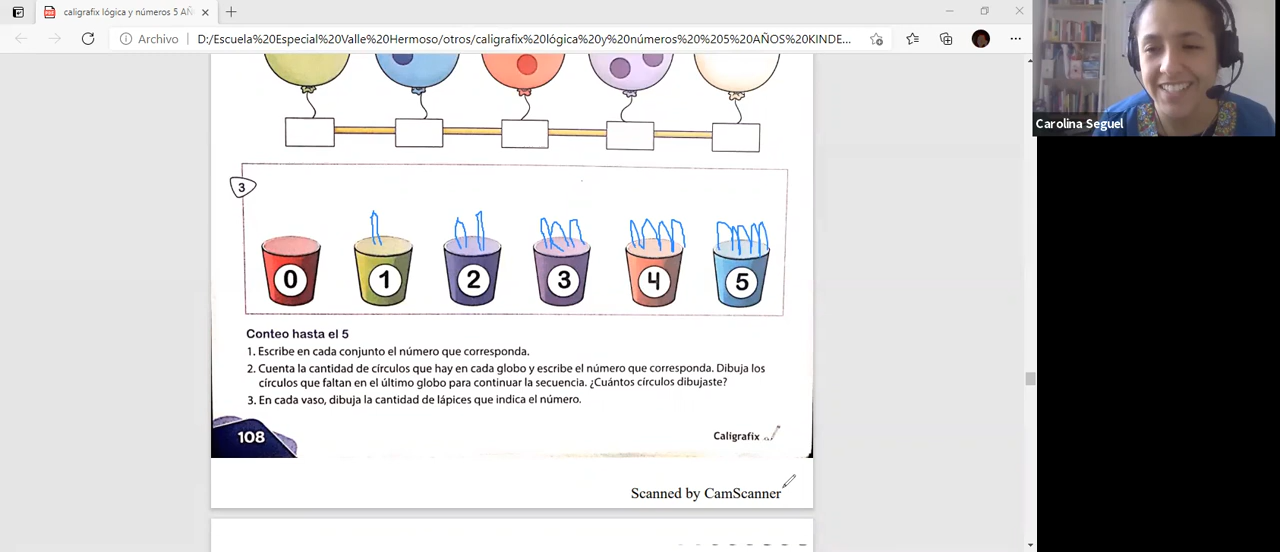 caligrafix lógica y números 5 AÑ
Archivo
D:/Escuela%20Especial%20Valle%20Hermoso/otros/caligrafix%20lógica%20y%20números%20%205%20AÑOS%20KINDE...
Carolina Seguel
3
0 1 2 3 4 5
Conteo hasta el 5
1. Escribe en cada conjunto el número que corresponda.
2. Cuenta la cantidad de círculos que hay en cada globo y escribe el número que corresponda. Dibuja los
círculos que faltan en el último globo para continuar la secuencia. ¿Cuántos círculos dibujaste?
3. En cada vaso, dibuja la cantidad de lápices que indica el número.
108
Caligrafix
Scanned by CamScanner